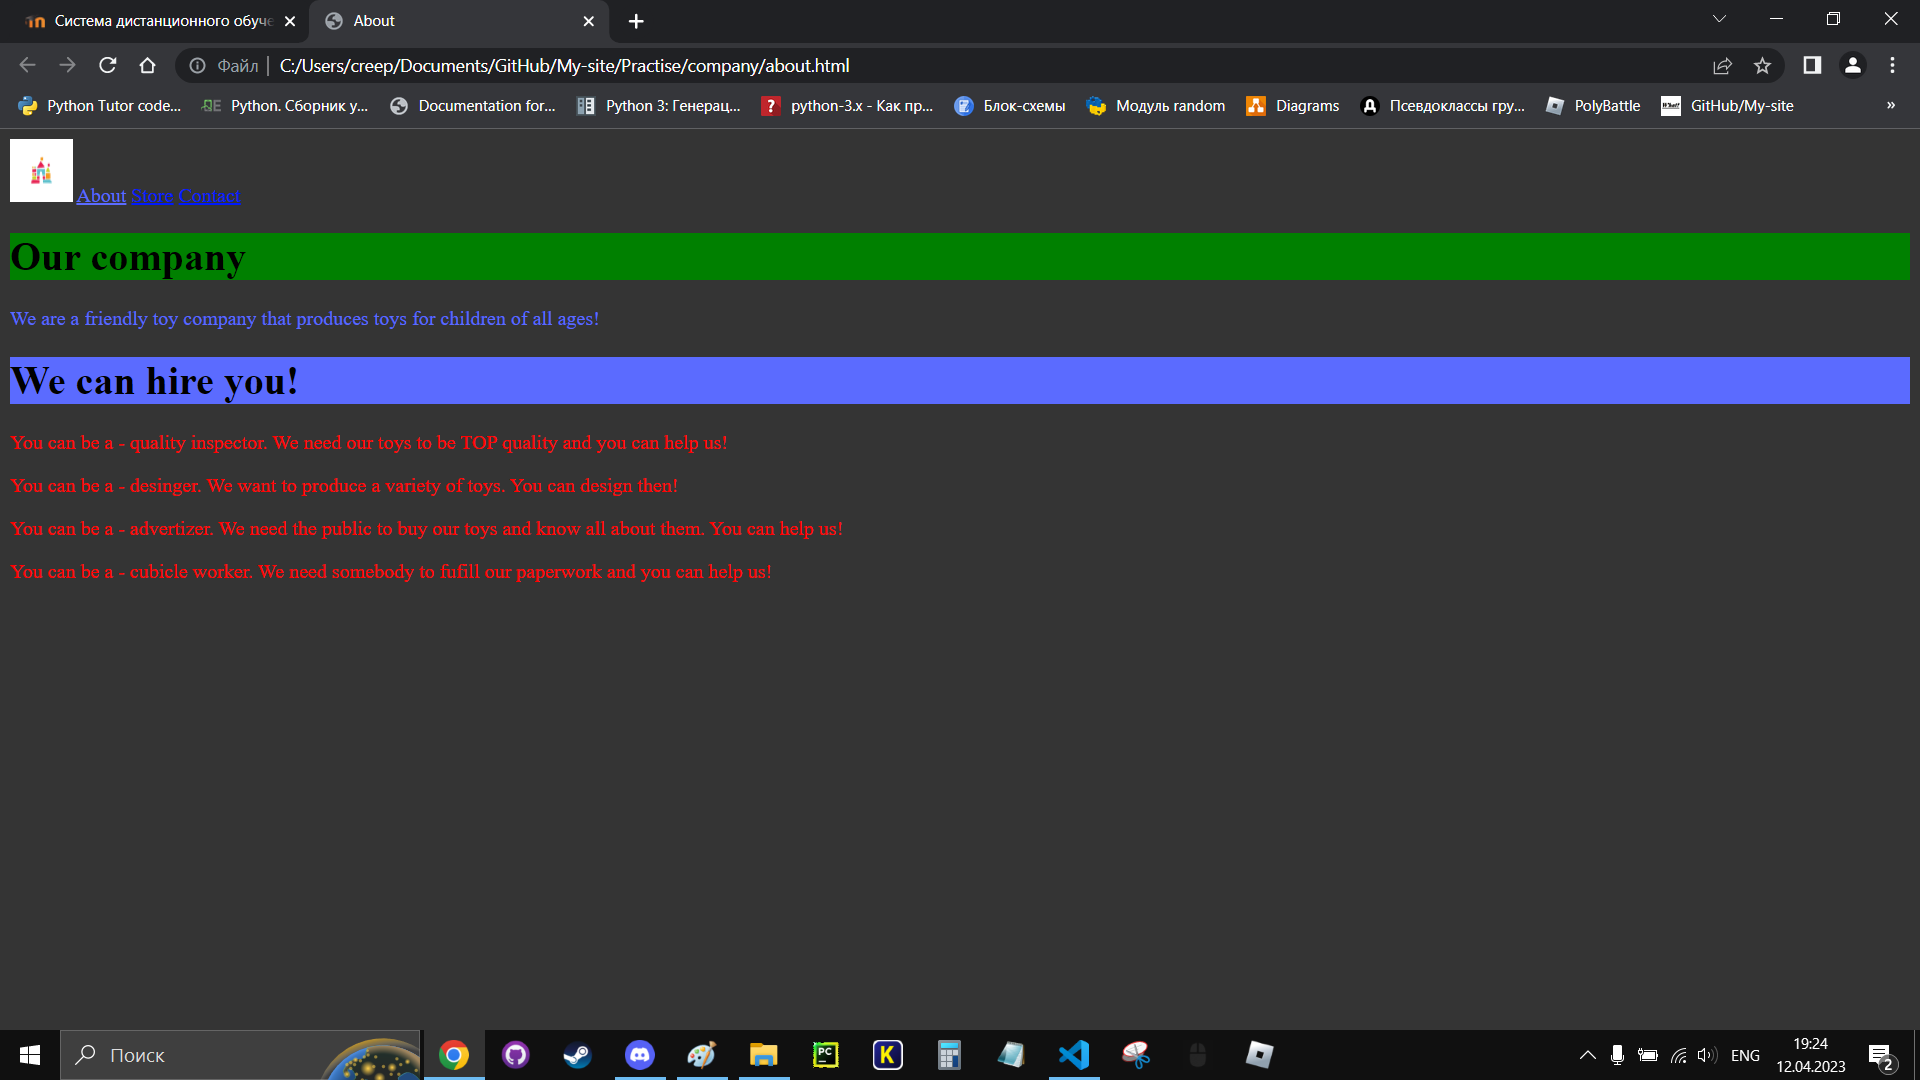 Система дистанционного обуче
About
Файл
C:/Users/creep/Documents/GitHub/My-site/Practise/company/about.html
Python Tutor code...
Python. Сборник у...
Documentation for...
Python 3: Генерац...
python-3.x - Как пр...
Блок-схемы
Модуль random
Diagrams
Псевдоклассы гру...
PolyBattle
GitHub/My-site
»
About Store Contact
Our company
We are a friendly toy company that produces toys for children of all ages!
We can hire you!
You can be a - quality inspector. We need our toys to be TOP quality and you can help us!
You can be a - desinger. We want to produce a variety of toys. You can design then!
You can be a - advertizer. We need the public to buy our toys and know all about them. You can help us!
You can be a - cubicle worker. We need somebody to fufill our paperwork and you can help us!
Поиск
PC
K
ENG
19:24
12.04.2023
2